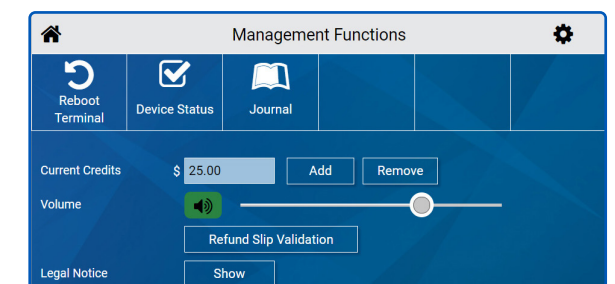 Management Functions
Reboot
Terminal
Device Status
Journal
Current Credits $ 25.00 Add Remove
Volume
Refund Slip Validation
Legal Notice Show